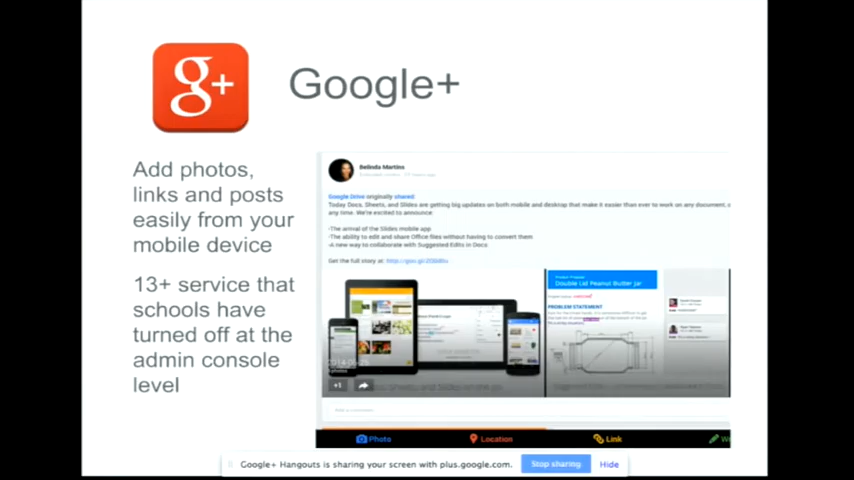 g+
Google+
Add photos,
links and posts
easily from your
mobile device
13+ service that
schools have
turned off at the
admin console
level
Belinda Martins
Google Drive originally shared:
Today Docs, Sheets, and Slides are getting big updates on both mobile and desktop that make it easier than ever to work on any document,
any time. We're excited to announce:
-The arrival of the Slides mobile app
-The ability to edit and share Office files without having to convert them
-A new way to collaborate with Suggested Edits in Docs
Get the full story at:
Double Lid Peanut Butter Jar
PROBLEM STATEMENT
+1
Photo
Location
Link
Google+ Hangouts is sharing your screen with plus.google.com.
Stop sharing
Hide